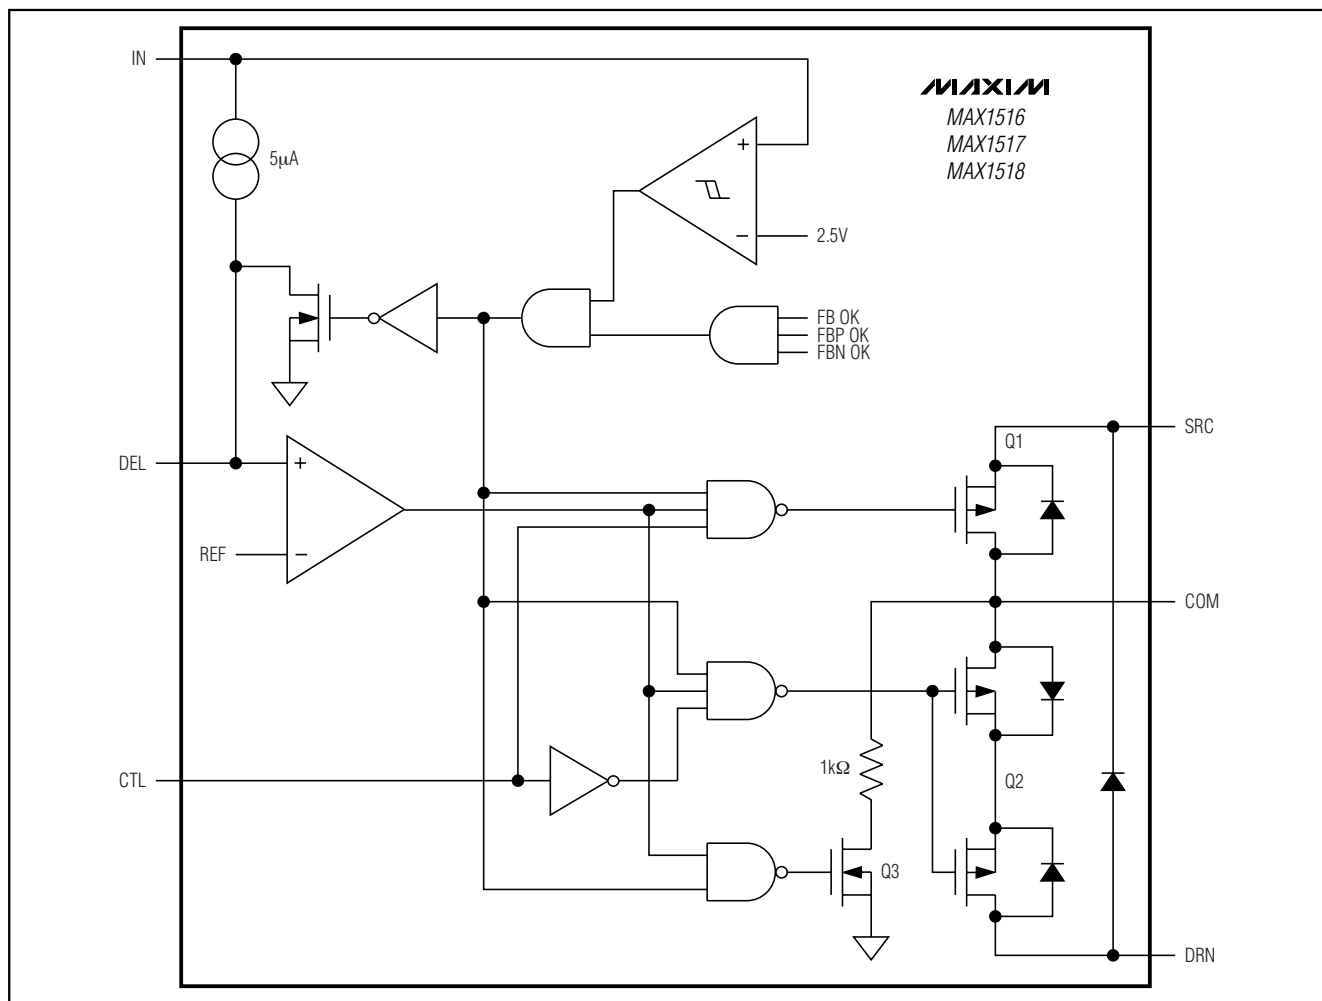 IN
MAXIM
MAX1516
MAX1517
MAX1518
5µA
2.5V
FB OK
FBP OK
FBN OK
SRC
Q1
DEL
REF
COM
1kΩ
CTL
Q2
Q3
DRN